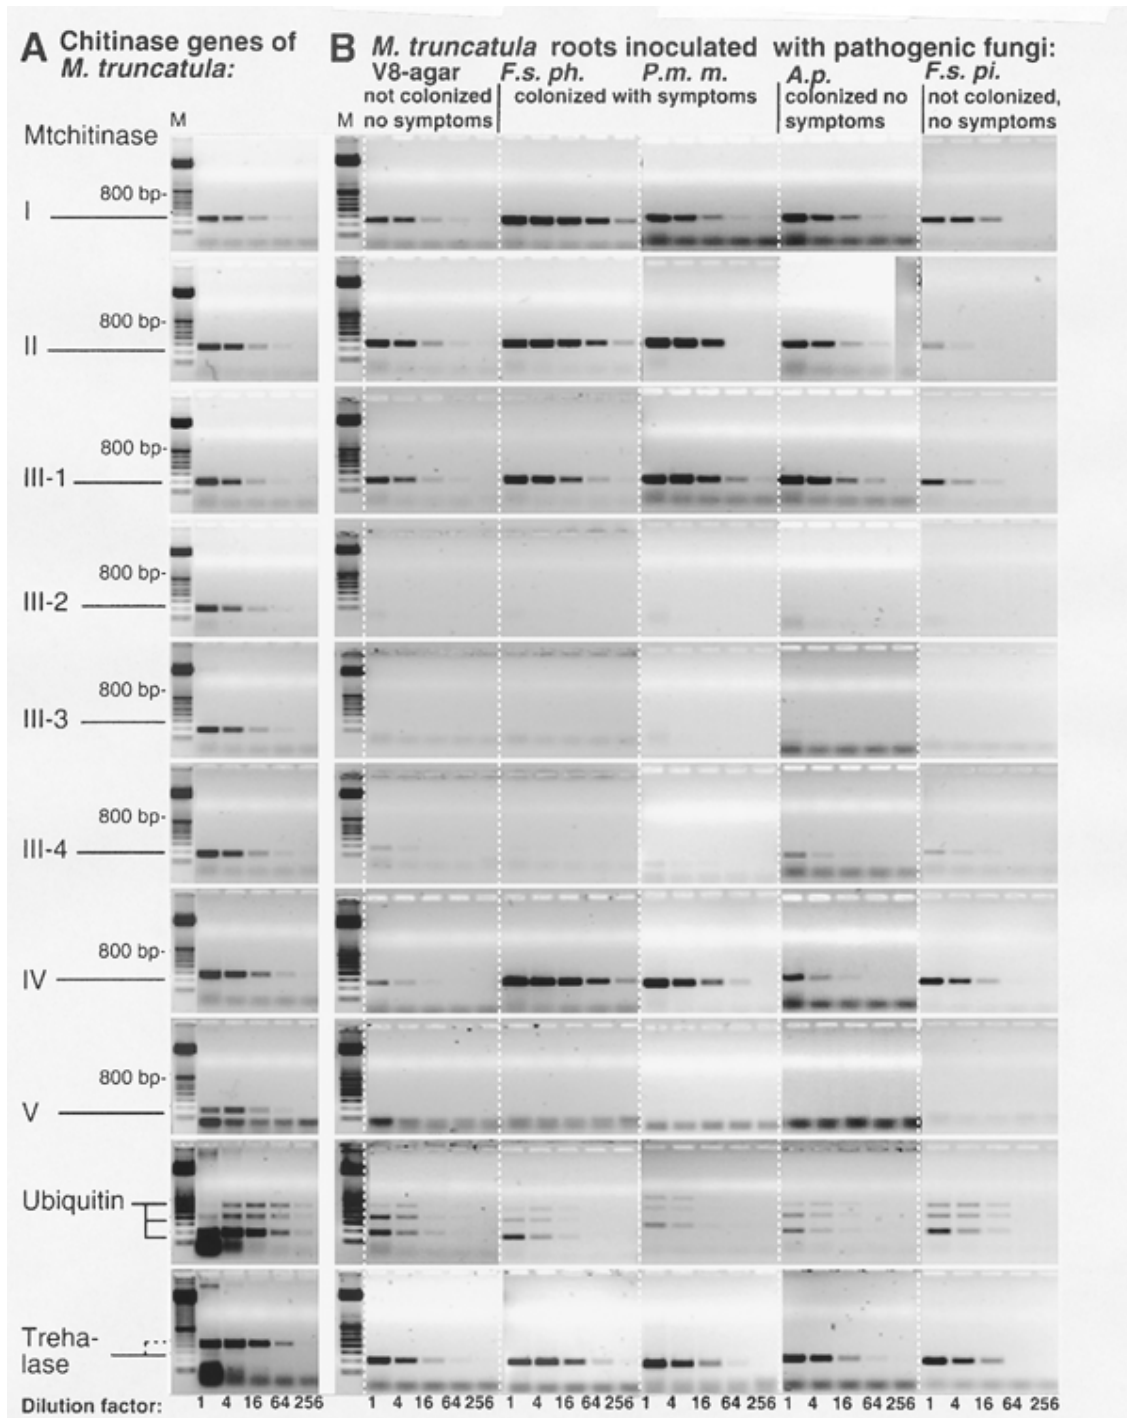 A Chitinase genes of
M. truncatula:
B M. truncatula roots inoculated with pathogenic fungi:
V8-agar F.s. ph. P.m. m. A.p. F.s. pi.
not colonized colonized with symptoms colonized no not colonized,
M M no symptoms symptoms no symptoms
Mtchitinase
800 bp-
I
800 bp-
II
800 bp-
III-1
800 bp-
III-2
800 bp-
III-3
800 bp-
III-4
800 bp-
IV
800 bp-
V
Ubiquitin
Treha-
lase
Dilution factor: 1 4 16 64 256 1 4 16 64 256 1 4 16 64 256 1 4 16 64 256 1 4 16 64 256 1 4 16 64 256